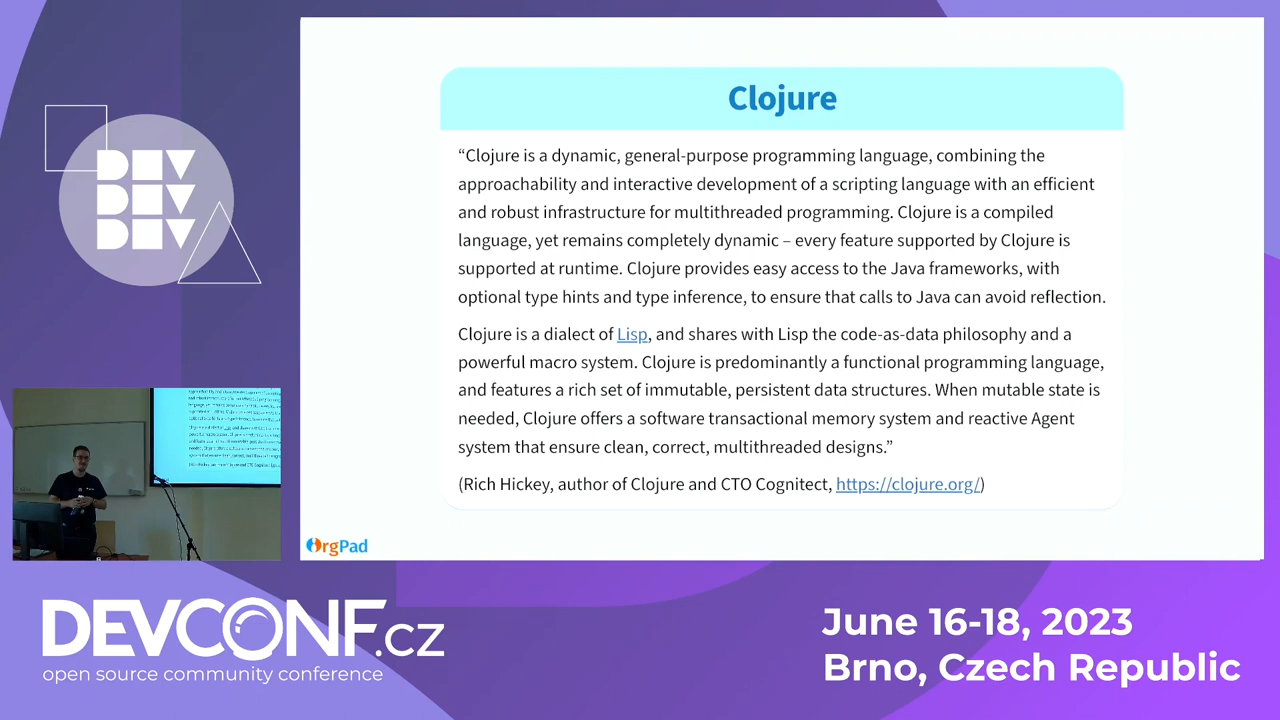 DEV
DEV
DEV
Clojure
“Clojure is a dynamic, general-purpose programming language, combining the
approachability and interactive development of a scripting language with an efficient
and robust infrastructure for multithreaded programming. Clojure is a compiled
language, yet remains completely dynamic – every feature supported by Clojure is
supported at runtime. Clojure provides easy access to the Java frameworks, with
optional type hints and type inference, to ensure that calls to Java can avoid reflection.
Clojure is a dialect of Lisp, and shares with Lisp the code-as-data philosophy and a
powerful macro system. Clojure is predominantly a functional programming language,
and features a rich set of immutable, persistent data structures. When mutable state is
needed, Clojure offers a software transactional memory system and reactive Agent
system that ensure clean, correct, multithreaded designs.”
(Rich Hickey, author of Clojure and CTO Cognitect, https://clojure.org/)
OrgPad
DEVCONF.cz
open source community conference
June 16-18, 2023
Brno, Czech Republic